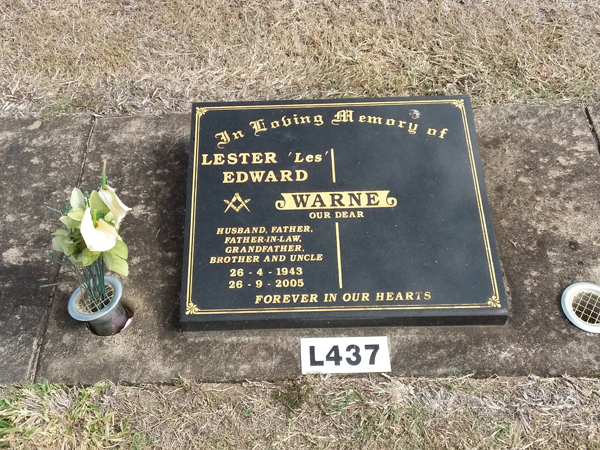 In Loving Memory of
LESTER 'Les'
EDWARD
WARNE
OUR DEAR
HUSBAND, FATHER,
FATHER-IN-LAW,
GRANDFATHER,
BROTHER AND UNCLE
26 - 4 - 1943
26 - 9 - 2005
FOREVER IN OUR HEARTS
L437